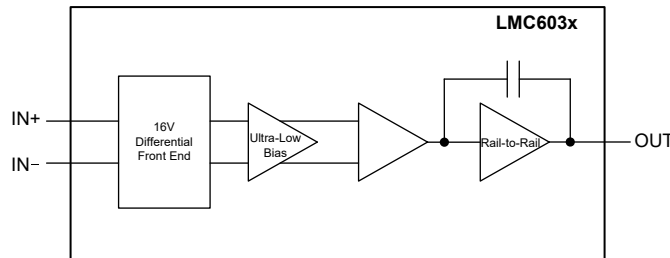 LMC603x
IN+
IN−
16V
Differential
Front End
Ultra-Low
Bias
Rail-to-Rail
OUT